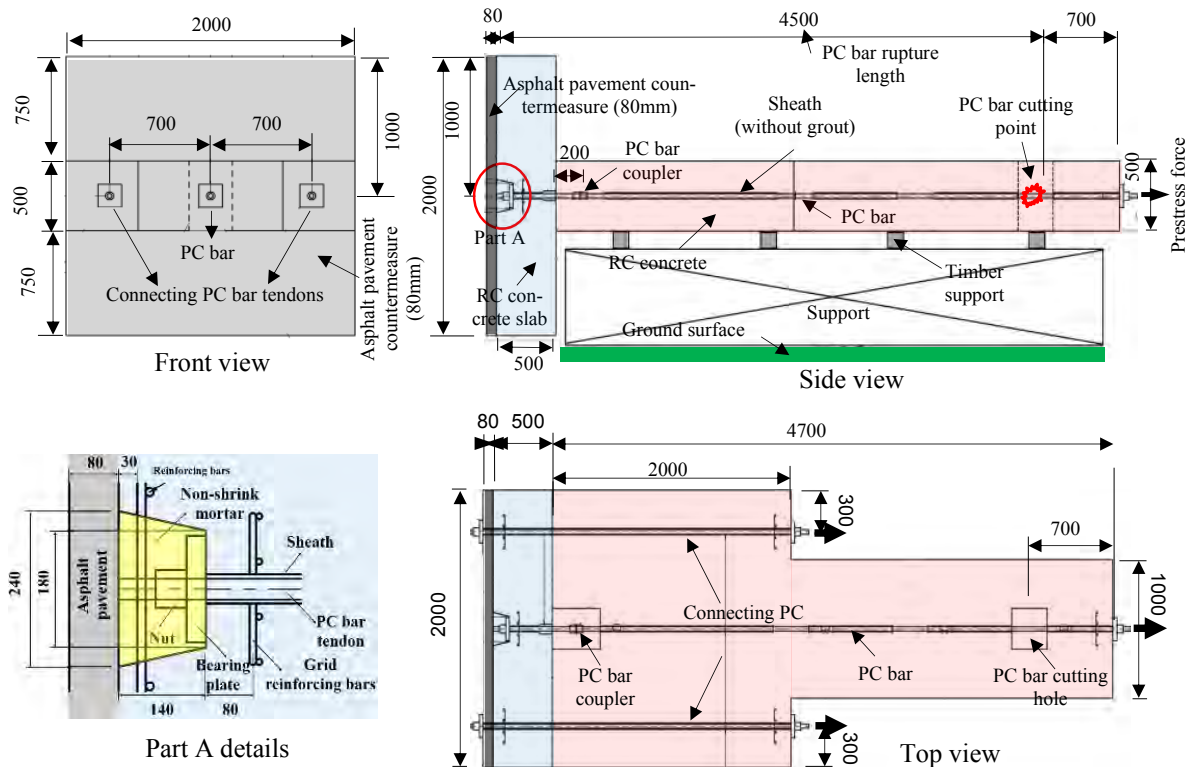 2000
750
500
750
700
700
1000
PC bar
Connecting PC bar tendons
Asphalt pavement
countermeasure
(80mm)
Front view
80
4500
700
PC bar rupture
length
Asphalt pavement coun-
termeasure (80mm)
Sheath
(without grout)
PC bar
cutting
point
1000
2000
200
PC bar
coupler
500
Prestress force
Part A
PC bar
RC concrete
RC con-
crete slab
Timber
support
Support
Ground surface
500
Side view
80
30
Reinforcing bars
Non-shrink
mortar
Sheath
240
180
Asphalt
pavement
Nut
PC bar
tendon
Bearing
plate
Grid
reinforcing bars
140
80
Part A details
80
500
4700
2000
300
700
2000
Connecting PC
1000
PC bar
coupler
PC bar
PC bar cutting
hole
300
Top view